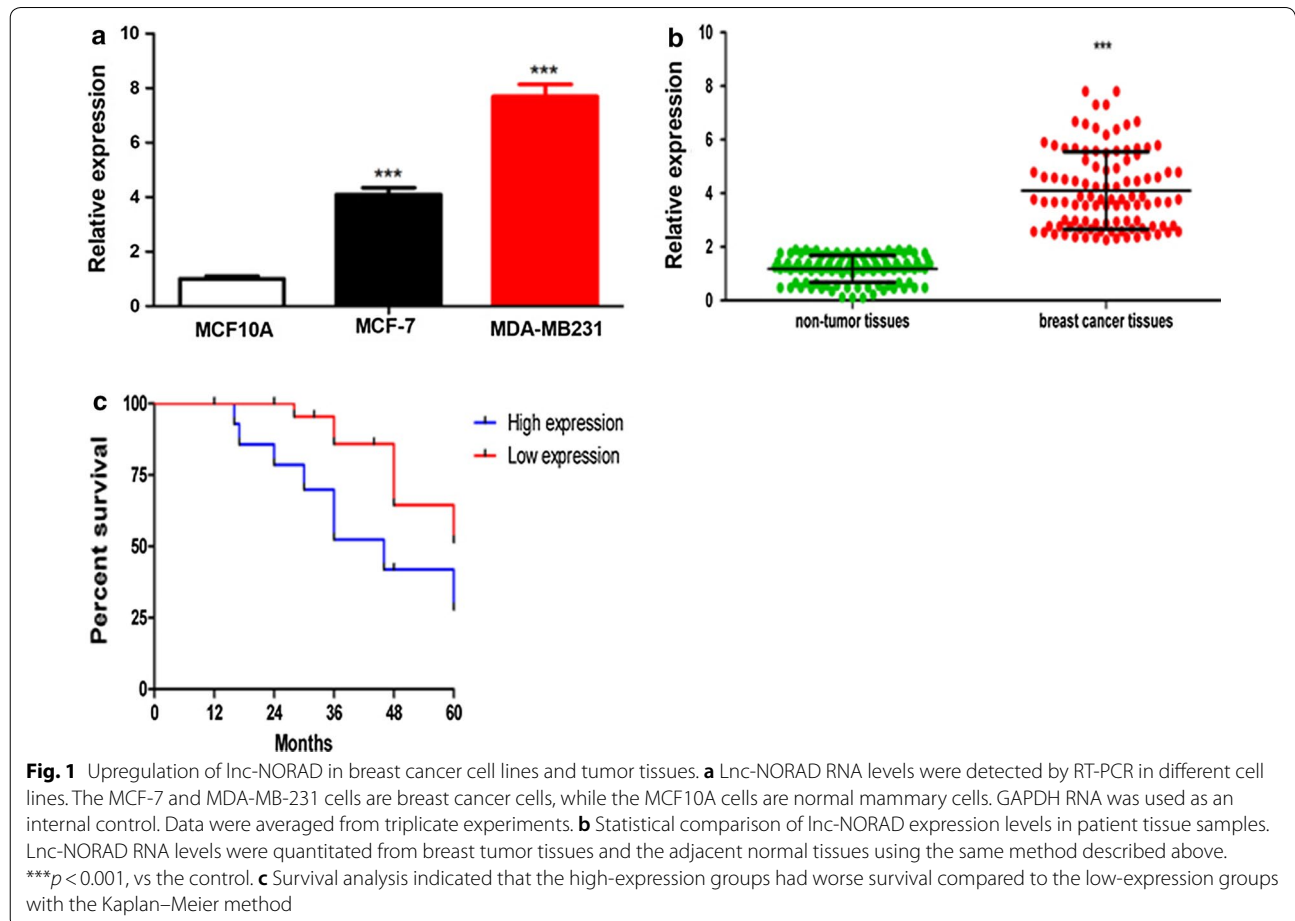 a
10
8
6
4
2
0
Relative expression
***
***
MCF10A
MCF-7
MDA-MB231
b
10
8
6
4
2
0
Relative expression
***
non-tumor tissues
breast cancer tissues
c
100
75
50
25
0
Percent survival
0 12 24 36 48 60
Months
High expression
Low expression
Fig. 1 Upregulation of lnc-NORAD in breast cancer cell lines and tumor tissues. a Lnc-NORAD RNA levels were detected by RT-PCR in different cell
lines. The MCF-7 and MDA-MB-231 cells are breast cancer cells, while the MCF10A cells are normal mammary cells. GAPDH RNA was used as an
internal control. Data were averaged from triplicate experiments. b Statistical comparison of lnc-NORAD expression levels in patient tissue samples.
Lnc-NORAD RNA levels were quantitated from breast tumor tissues and the adjacent normal tissues using the same method described above.
***p < 0.001, vs the control. c Survival analysis indicated that the high-expression groups had worse survival compared to the low-expression groups
with the Kaplan–Meier method